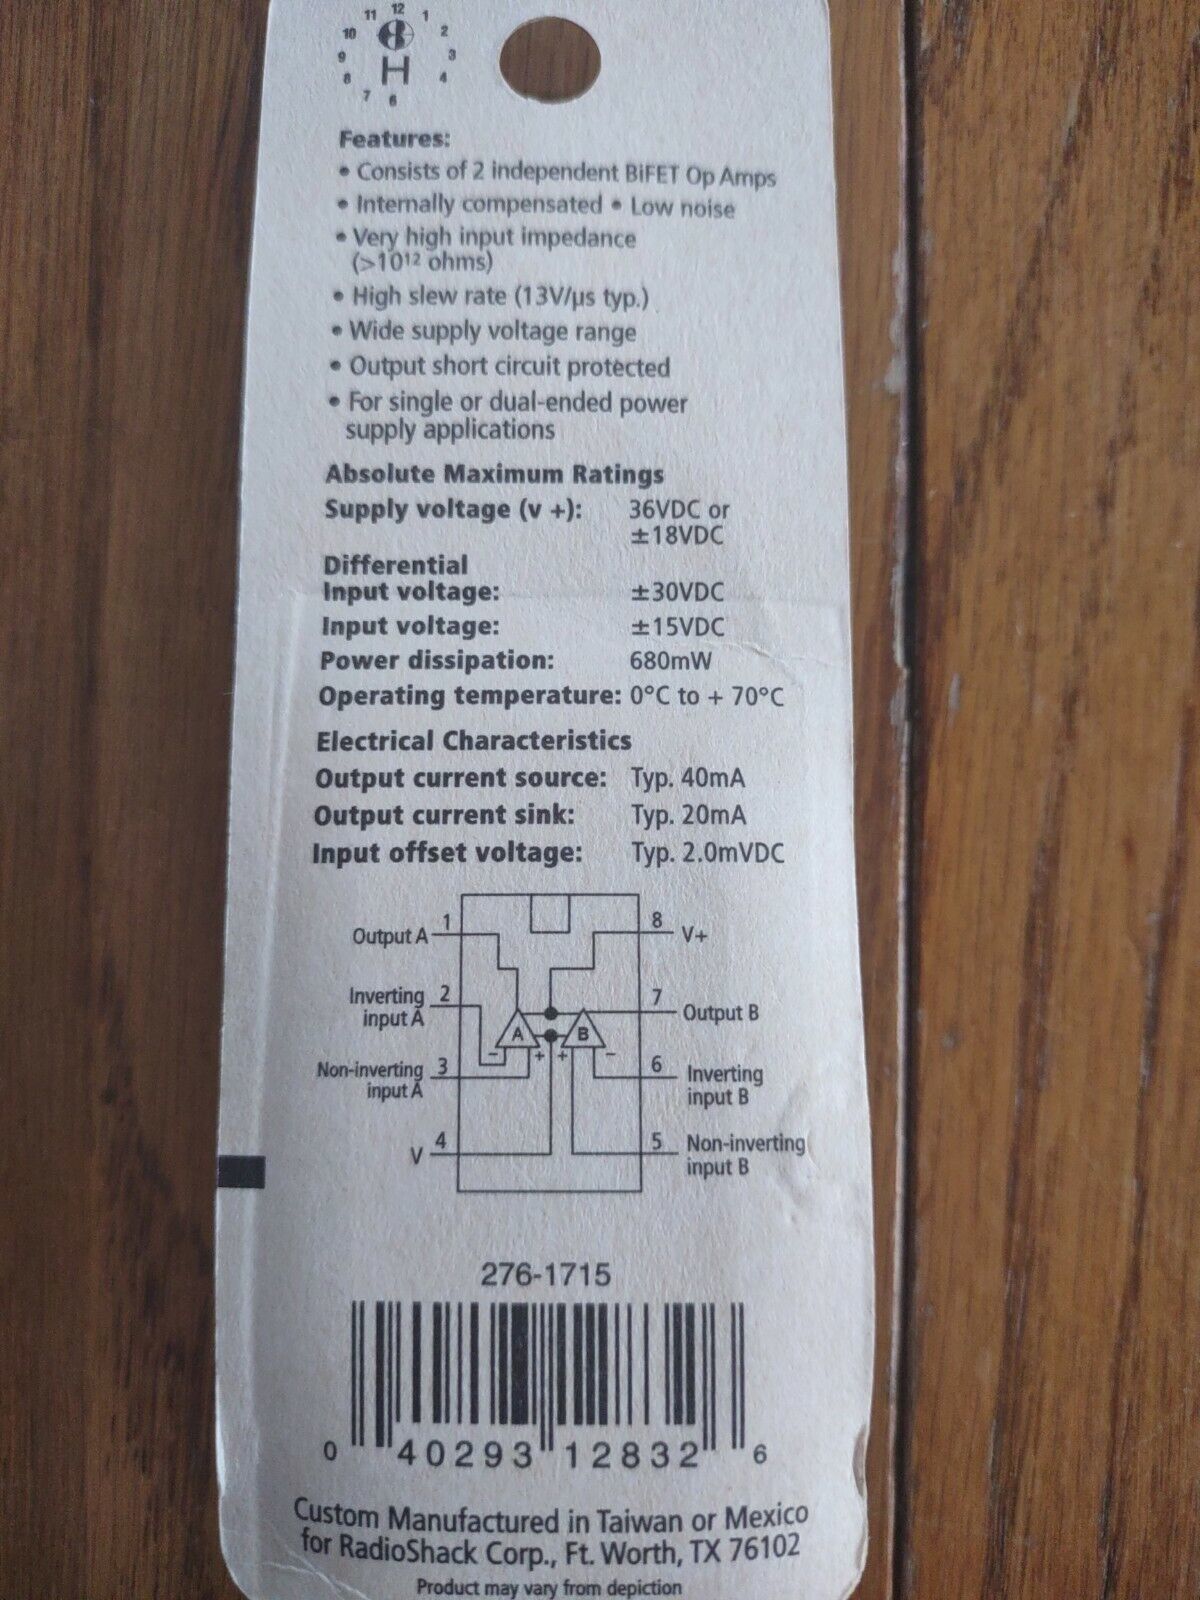 11 12 1
10 2
9 3
8 H 4
7 6
Features:
• Consists of 2 independent BiFET Op Amps
• Internally compensated • Low noise
• Very high input impedance
(>10¹² ohms)
• High slew rate (13V/µs typ.)
• Wide supply voltage range
• Output short circuit protected
• For single or dual-ended power
supply applications
Absolute Maximum Ratings
Supply voltage (v +): 36VDC or
±18VDC
Differential
Input voltage: ±30VDC
Input voltage: ±15VDC
Power dissipation: 680mW
Operating temperature: 0°C to + 70°C
Electrical Characteristics
Output current source: Typ. 40mA
Output current sink: Typ. 20mA
Input offset voltage: Typ. 2.0mVDC
Output A 1 8 V+
Inverting 2 7 Output B
input A
A B
− + + −
Non-inverting 3 6 Inverting
input A input B
V 4 5 Non-inverting
input B
276-1715
0 40293 12832 6
Custom Manufactured in Taiwan or Mexico
for RadioShack Corp., Ft. Worth, TX 76102
Product may vary from depiction